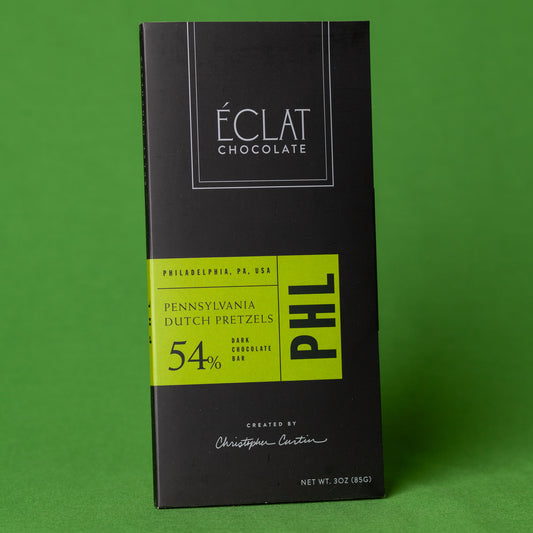 ÉCLAT
CHOCOLATE
PHILADELPHIA, PA, USA
PENNSYLVANIA
DUTCH PRETZELS
54%
DARK
CHOCOLATE
BAR
PHL
CREATED BY
Christopher Curtin
NET WT. 3OZ (85G)
PHL